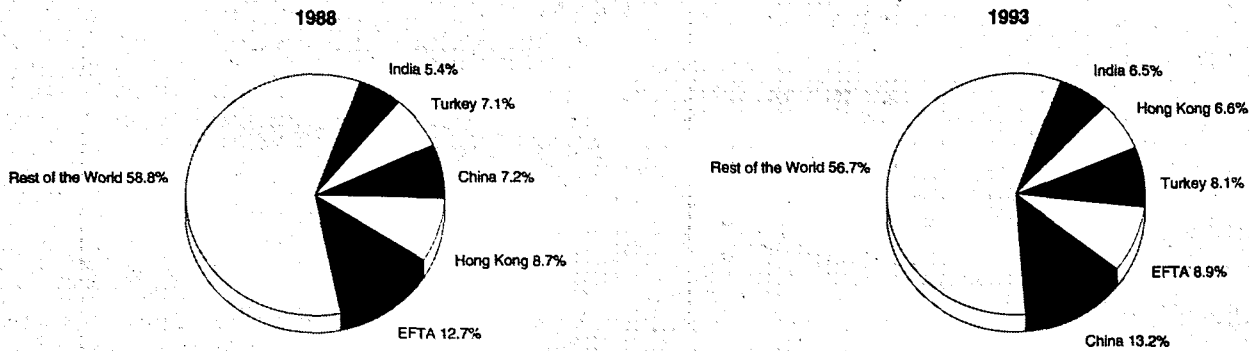 1988
India 5.4%
Turkey 7.1%
Rest of the World 58.8%
China 7.2%
Hong Kong 8.7%
EFTA 12.7%
1993
India 6.5%
Hong Kong 6.6%
Rest of the World 56.7%
Turkey 8.1%
EFTA 8.9%
China 13.2%